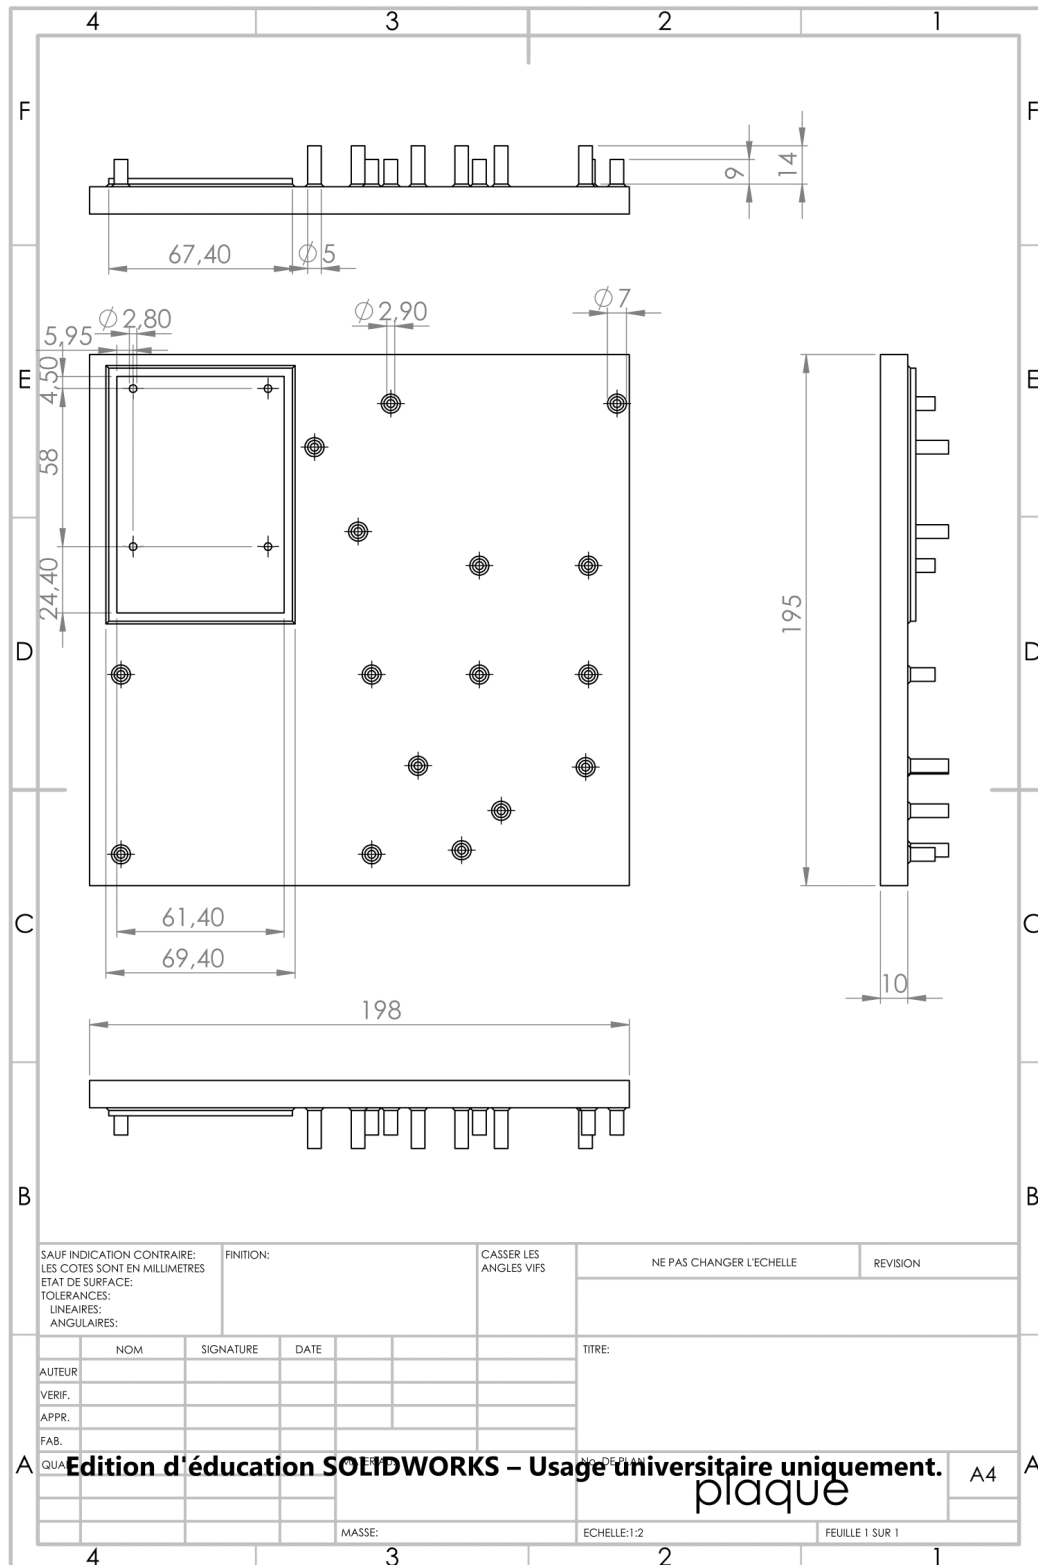 4 3 2 1
F F
9 14
67,40 Ø5
Ø2,80 Ø2,90 Ø7
5,95
E 4,50 E
58
24,40
195
D D
61,40
C C
69,40
10
198
B B
SAUF INDICATION CONTRAIRE:
LES COTES SONT EN MILLIMETRES
ETAT DE SURFACE:
TOLERANCES:
LINEAIRES:
ANGULAIRES:
FINITION:
CASSER LES
ANGLES VIFS
NE PAS CHANGER L'ECHELLE
REVISION
NOM SIGNATURE DATE
TITRE:
AUTEUR
VERIF.
APPR.
FAB.
A A
Edition d'éducation SOLIDWORKS – Usage universitaire uniquement.
No. DE PLAN
plaque
A4
MASSE:
ECHELLE:1:2
FEUILLE 1 SUR 1
4 3 2 1